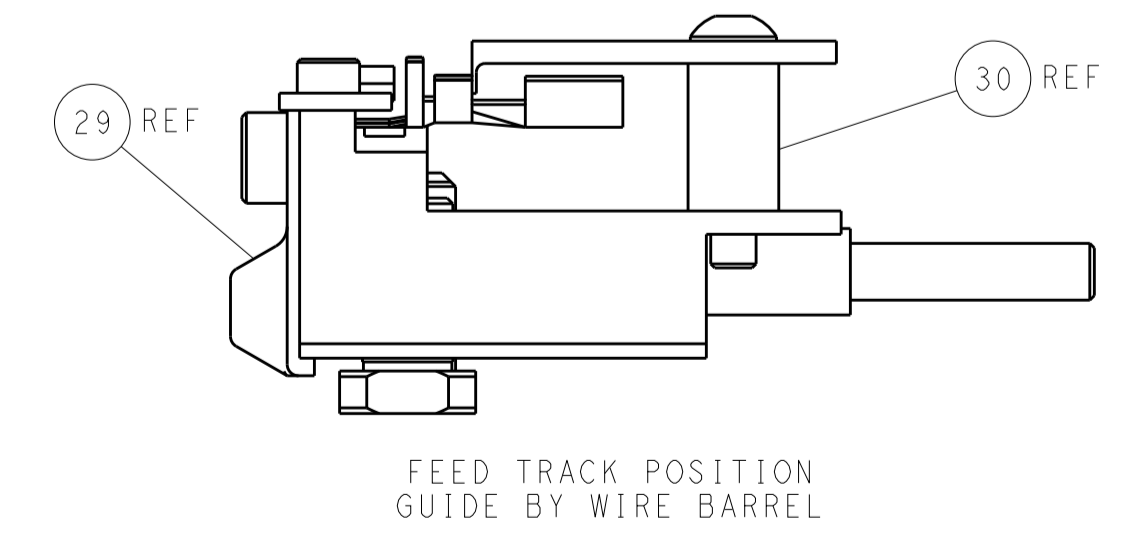 30 REF
29 REF
FEED TRACK POSITION
GUIDE BY WIRE BARREL